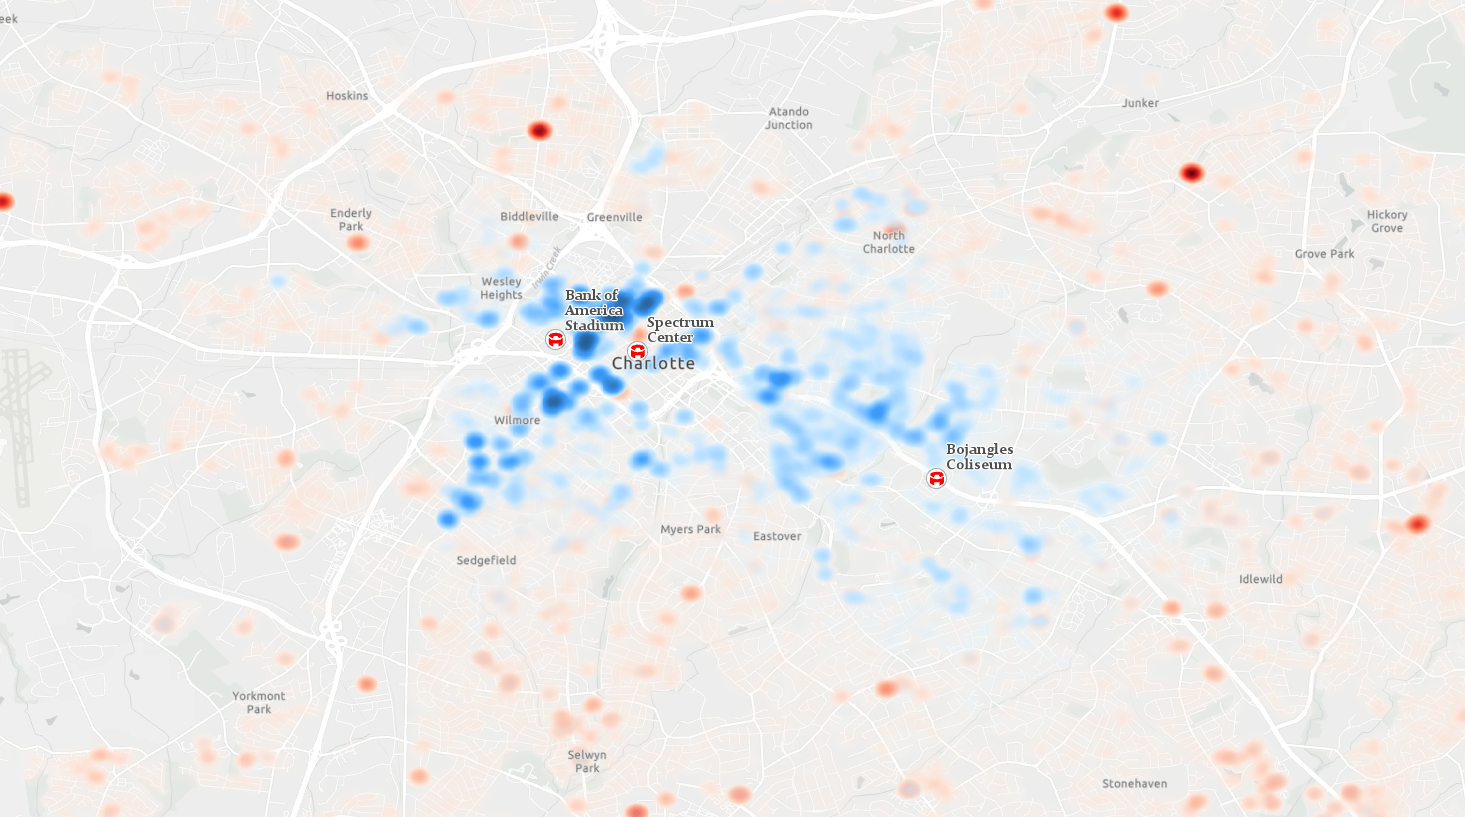 eek
Hoskins
Junker
Atando
Junction
Enderly
Park
Biddleville
Greenville
Hickory
Grove
North
Charlotte
Grove Park
Irwin Creek
Wesley
Heights
Bank of
America
Stadium
Spectrum
Center
Charlotte
Wilmore
Bojangles
Coliseum
Myers Park
Eastover
Sedgefield
Idlewild
Yorkmont
Park
Selwyn
Park
Stonehaven